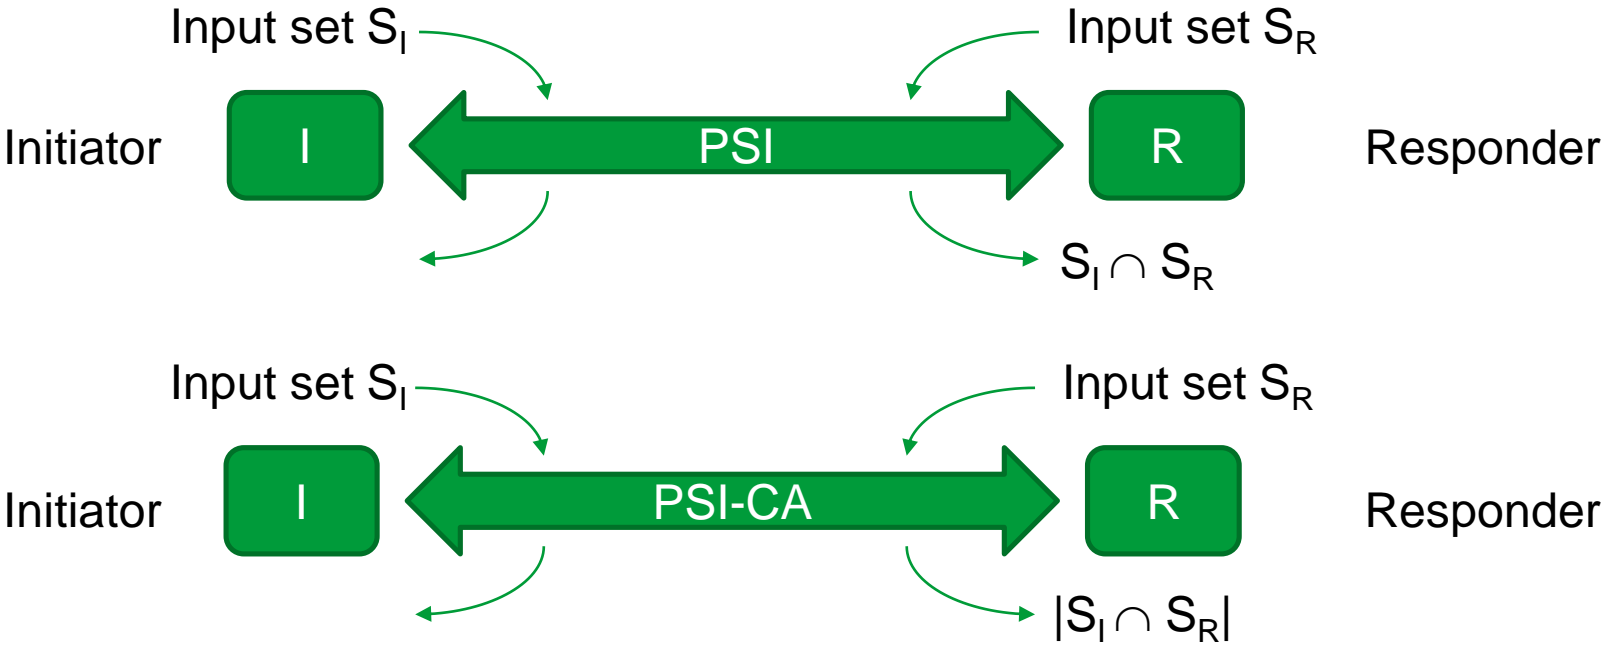 Input set S_I Input set S_R
Initiator I PSI R Responder
S_I ∩ S_R
Input set S_I Input set S_R
Initiator I PSI-CA R Responder
|S_I ∩ S_R|